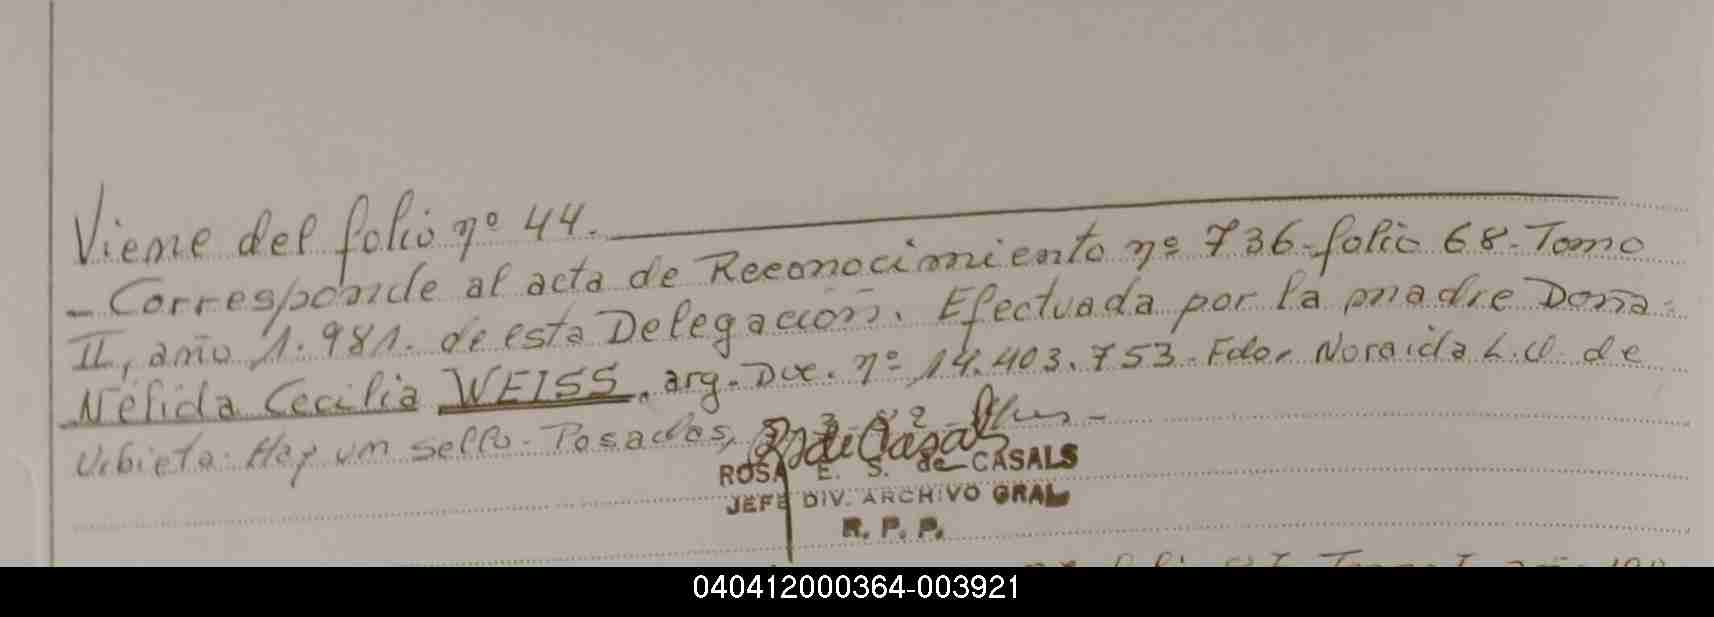 Viene del folio nº 44.
- Corresponde al acta de Reconocimiento nº 736-folio 68-Tomo
II, año 1.981. de esta Delegación. Efectuada por la madre Doña
Nélida Cecilia WEISS, arg. Doc. nº 14.403.753. Fdo. Noraida L. U. de
Urbieta. Hay un sello. Posadas,
ROSA E. S. de CASALS
JEFE DIV. ARCHIVO GRAL
R. P. P.
040412000364-003921